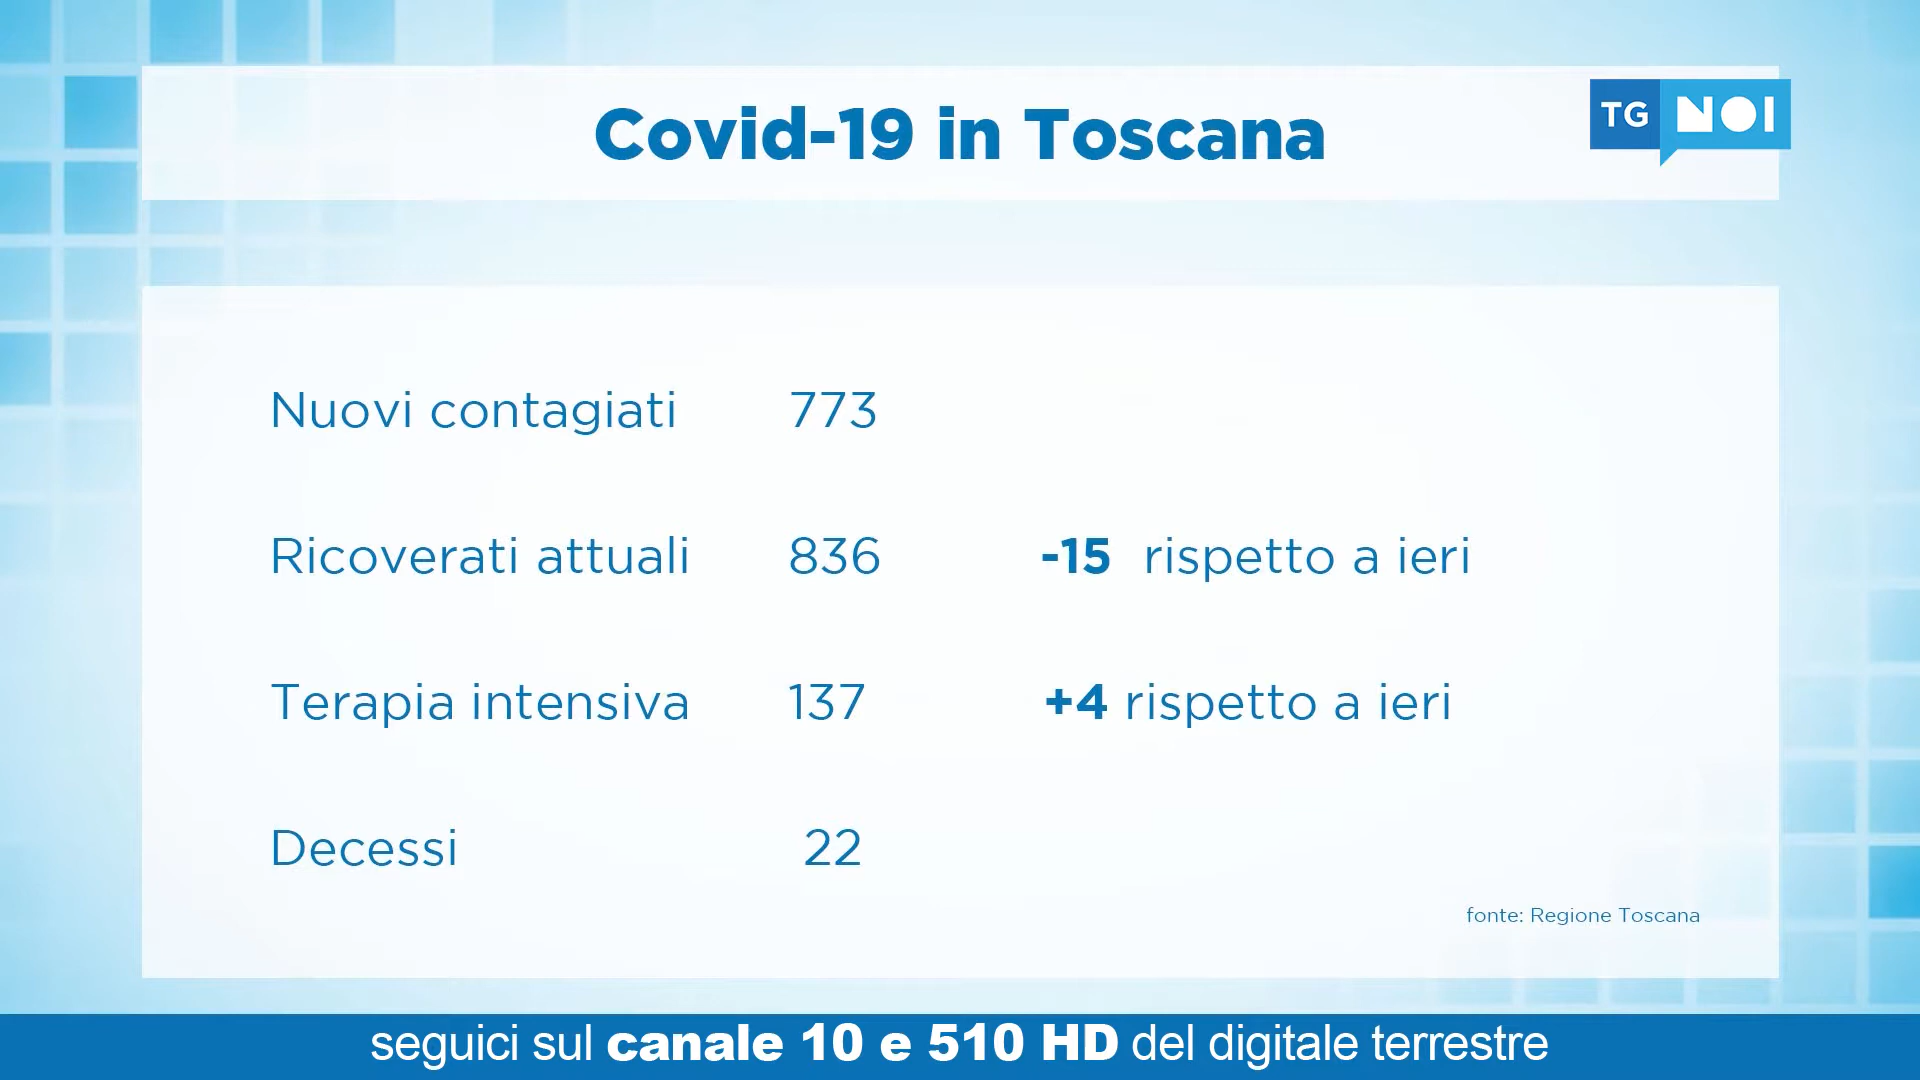 Covid-19 in Toscana
TG NOI
Nuovi contagiati 773
Ricoverati attuali 836 -15 rispetto a ieri
Terapia intensiva 137 +4 rispetto a ieri
Decessi 22
fonte: Regione Toscana
seguici sul canale 10 e 510 HD del digitale terrestre